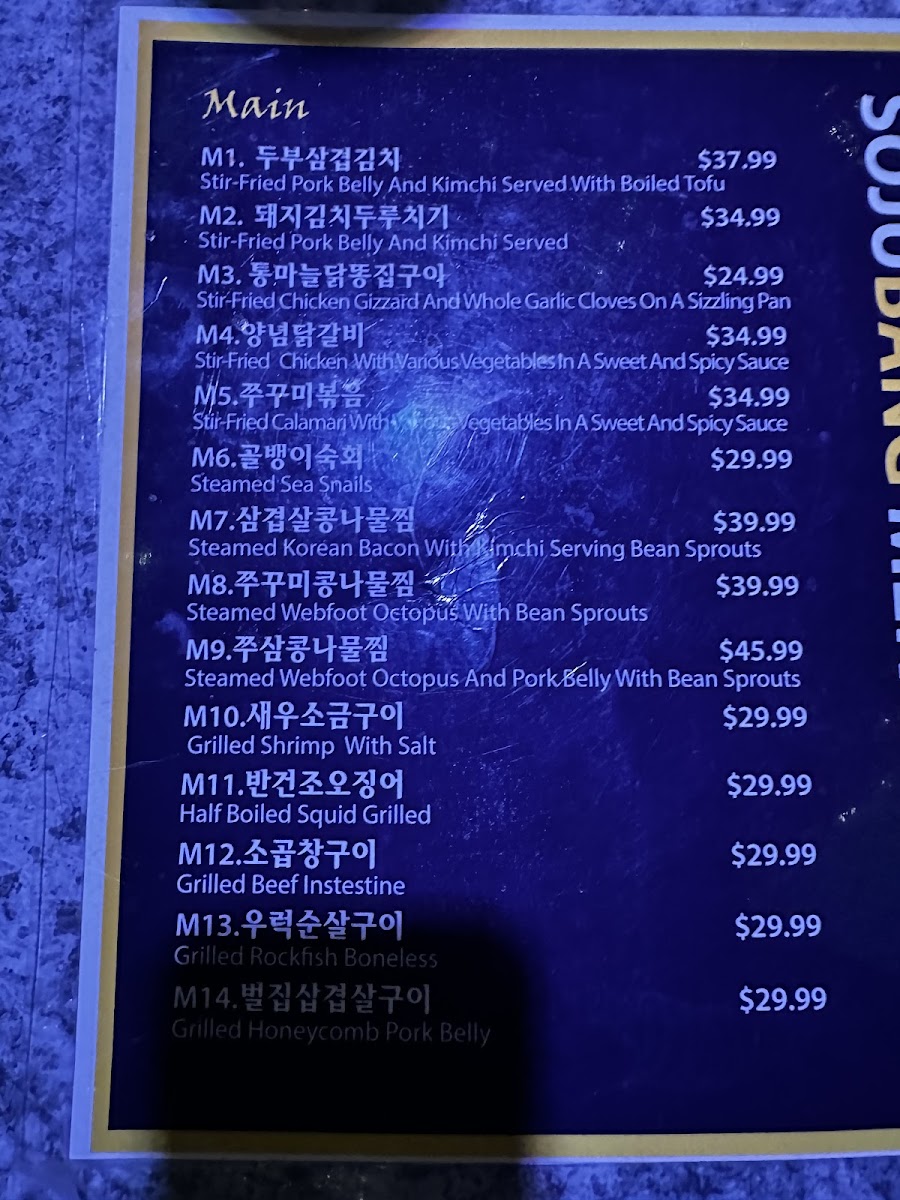 Main
M1. 두부삼겹김치 $37.99
Stir-Fried Pork Belly And Kimchi Served With Boiled Tofu
M2. 돼지김치두루치기 $34.99
Stir-Fried Pork Belly And Kimchi Served
M3. 통마늘닭똥집구이 $24.99
Stir-Fried Chicken Gizzard And Whole Garlic Cloves On A Sizzling Pan
M4.양념닭갈비 $34.99
Stir-Fried Chicken With Various Vegetables In A Sweet And Spicy Sauce
M5.쭈꾸미볶음 $34.99
Stir-Fried Calamari With Vegetables In A Sweet And Spicy Sauce
M6.골뱅이숙회 $29.99
Steamed Sea Snails
M7.삼겹살콩나물찜 $39.99
Steamed Korean Bacon With Kimchi Serving Bean Sprouts
M8.쭈꾸미콩나물찜 $39.99
Steamed Webfoot Octopus With Bean Sprouts
M9.쭈삼콩나물찜 $45.99
Steamed Webfoot Octopus And Pork Belly With Bean Sprouts
M10.새우소금구이 $29.99
Grilled Shrimp With Salt
M11.반건조오징어 $29.99
Half Boiled Squid Grilled
M12.소곱창구이 $29.99
Grilled Beef Instestine
M13.우럭순살구이 $29.99
Grilled Rockfish Boneless
M14.벌집삼겹살구이 $29.99
Grilled Honeycomb Pork Belly
SOJUBANG